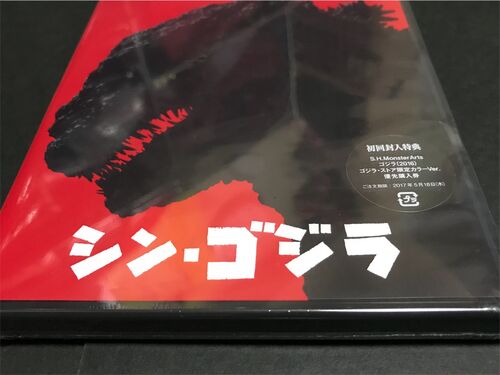 初回封入特典
S.H.MonsterArts
ゴジラ(2016)
ゴジラ・ストア限定カラーVer.
優先購入券
ご注文期限:2017年5月18日(木)
プラ
シン・ゴジラ